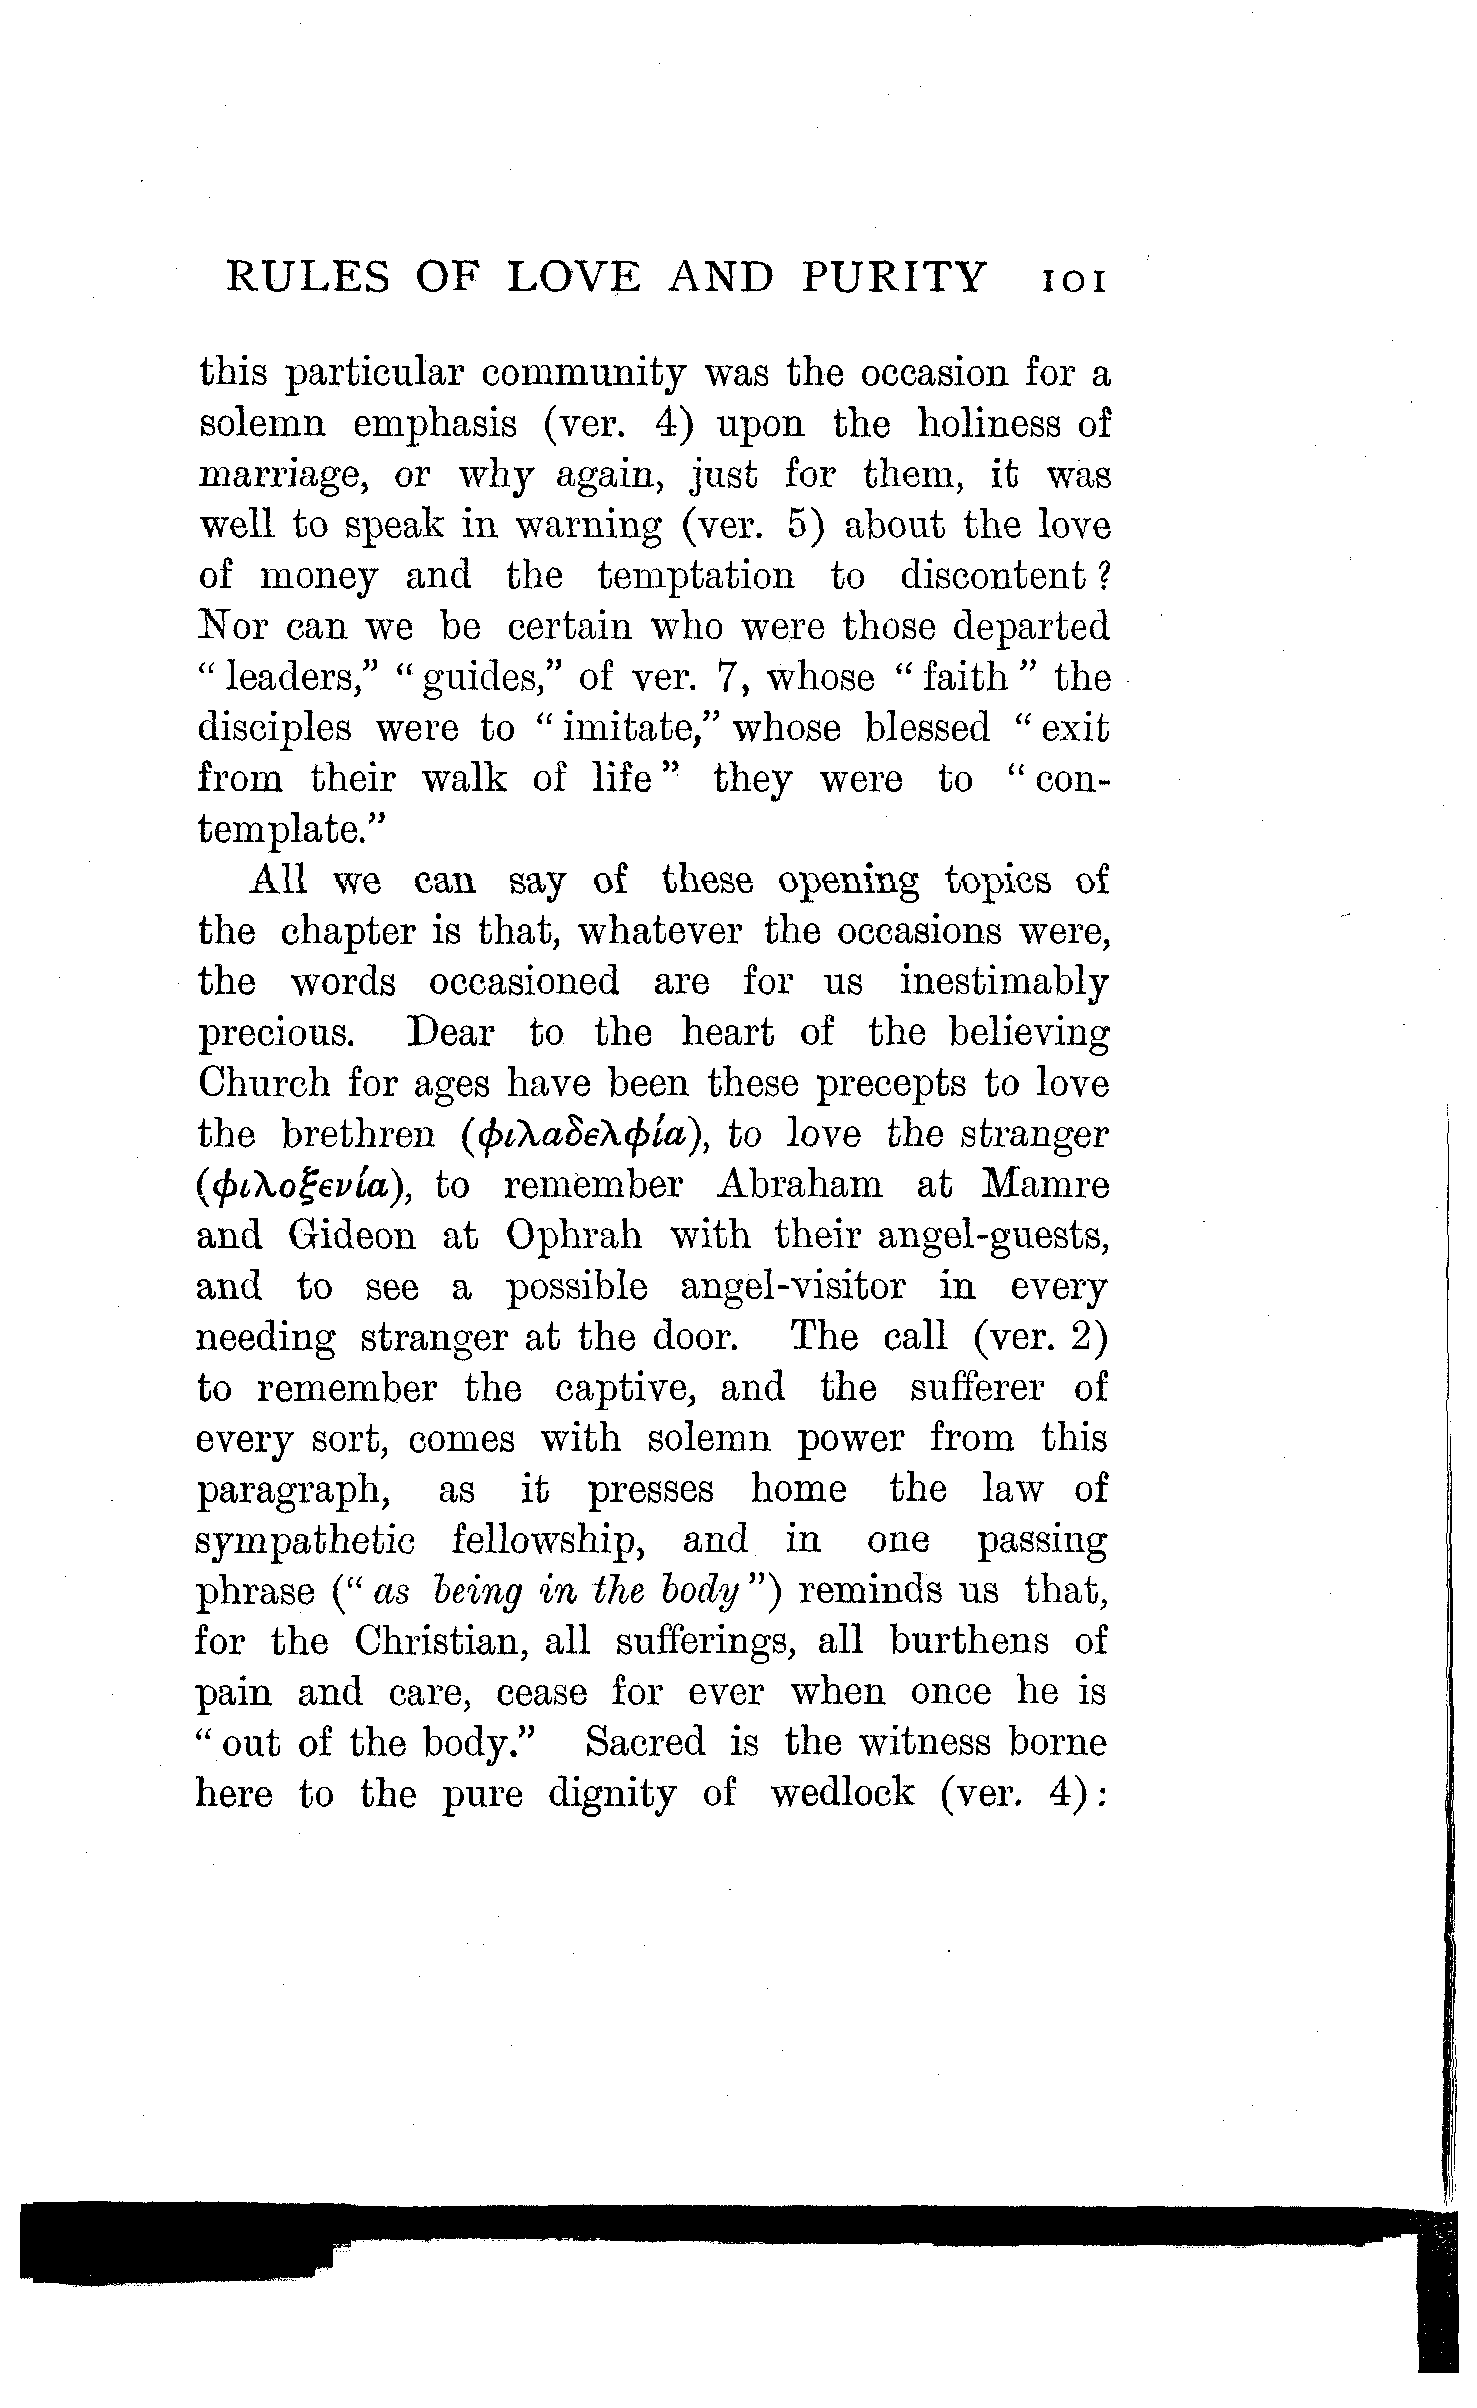 RULES OF LOVE AND PURITY 101
this particular community was the occasion for a
solemn emphasis (ver. 4) upon the holiness of
marriage, or why again, just for them, it was
well to speak in warning (ver. 5) about the love
of money and the temptation to discontent ?
Nor can we be certain who were those departed
“ leaders,” “ guides,” of ver. 7, whose “ faith ” the
disciples were to “ imitate,” whose blessed “ exit
from their walk of life ” they were to “ con-
template.”
All we can say of these opening topics of
the chapter is that, whatever the occasions were,
the words occasioned are for us inestimably
precious. Dear to the heart of the believing
Church for ages have been these precepts to love
the brethren (φιλαδελφία), to love the stranger
(φιλοξενία), to remember Abraham at Mamre
and Gideon at Ophrah with their angel-guests,
and to see a possible angel-visitor in every
needing stranger at the door. The call (ver. 2)
to remember the captive, and the sufferer of
every sort, comes with solemn power from this
paragraph, as it presses home the law of
sympathetic fellowship, and in one passing
phrase (“ as being in the body ”) reminds us that,
for the Christian, all sufferings, all burthens of
pain and care, cease for ever when once he is
“ out of the body.” Sacred is the witness borne
here to the pure dignity of wedlock (ver. 4) :